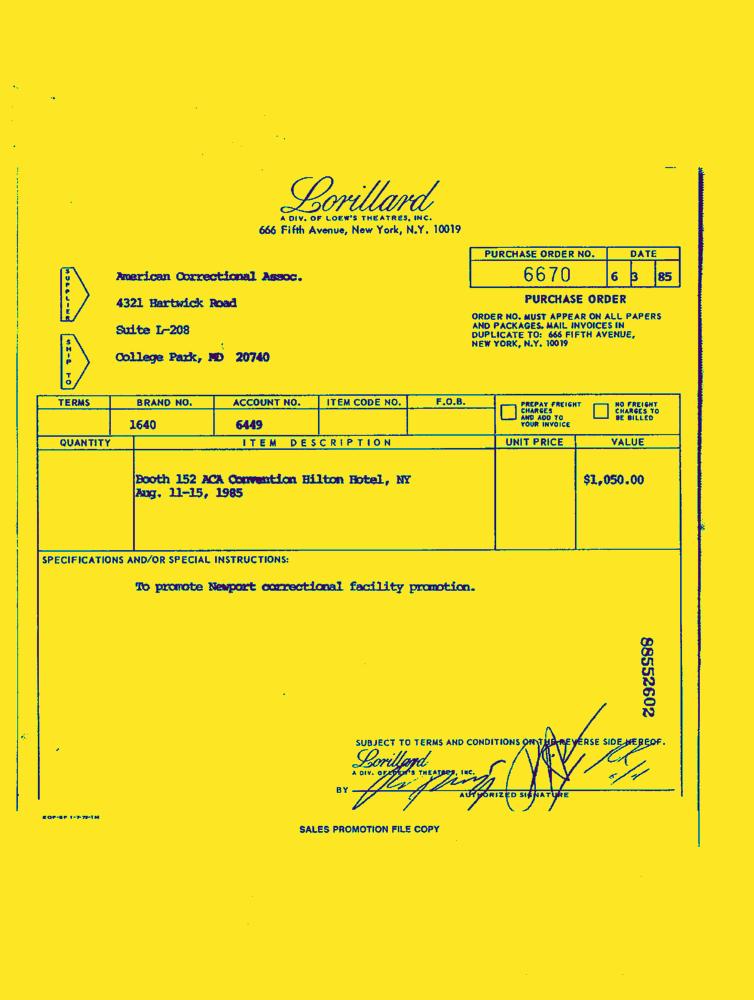 Lorillard
A DIV. OF LOEW'S THEATRES, INC.
666 Fifth Avenue, New York, N.Y. 10019
PURCHASE ORDER NO. DATE
6670 6 3 85
PURCHASE ORDER
ORDER NO. MUST APPEAR ON ALL PAPERS
AND PACKAGES. MAIL INVOICES IN
DUPLICATE TO: 666 FIFTH AVENUE,
NEW YORK, N.Y. 10019
SUPPLIER
American Correctional Assoc.
4321 Hartwick Road
Suite L-208
SHIP TO
College Park, MD 20740
TERMS BRAND NO. ACCOUNT NO. ITEM CODE NO. F.O.B.
PREPAY FREIGHT
CHARGES
AND ADD TO
YOUR INVOICE
NO FREIGHT
CHARGES TO
BE BILLED
1640 6449
QUANTITY ITEM DESCRIPTION UNIT PRICE VALUE
Booth 152 ACA Convention Hilton Hotel, NY $1,050.00
Aug. 11-15, 1985
SPECIFICATIONS AND/OR SPECIAL INSTRUCTIONS:
To promote Newport correctional facility promotion.
88552602
SUBJECT TO TERMS AND CONDITIONS ON THE REVERSE SIDE HEREOF.
Lorillard
A DIV. OF LOEW'S THEATRES, INC.
BY
AUTHORIZED SIGNATURE
SALES PROMOTION FILE COPY